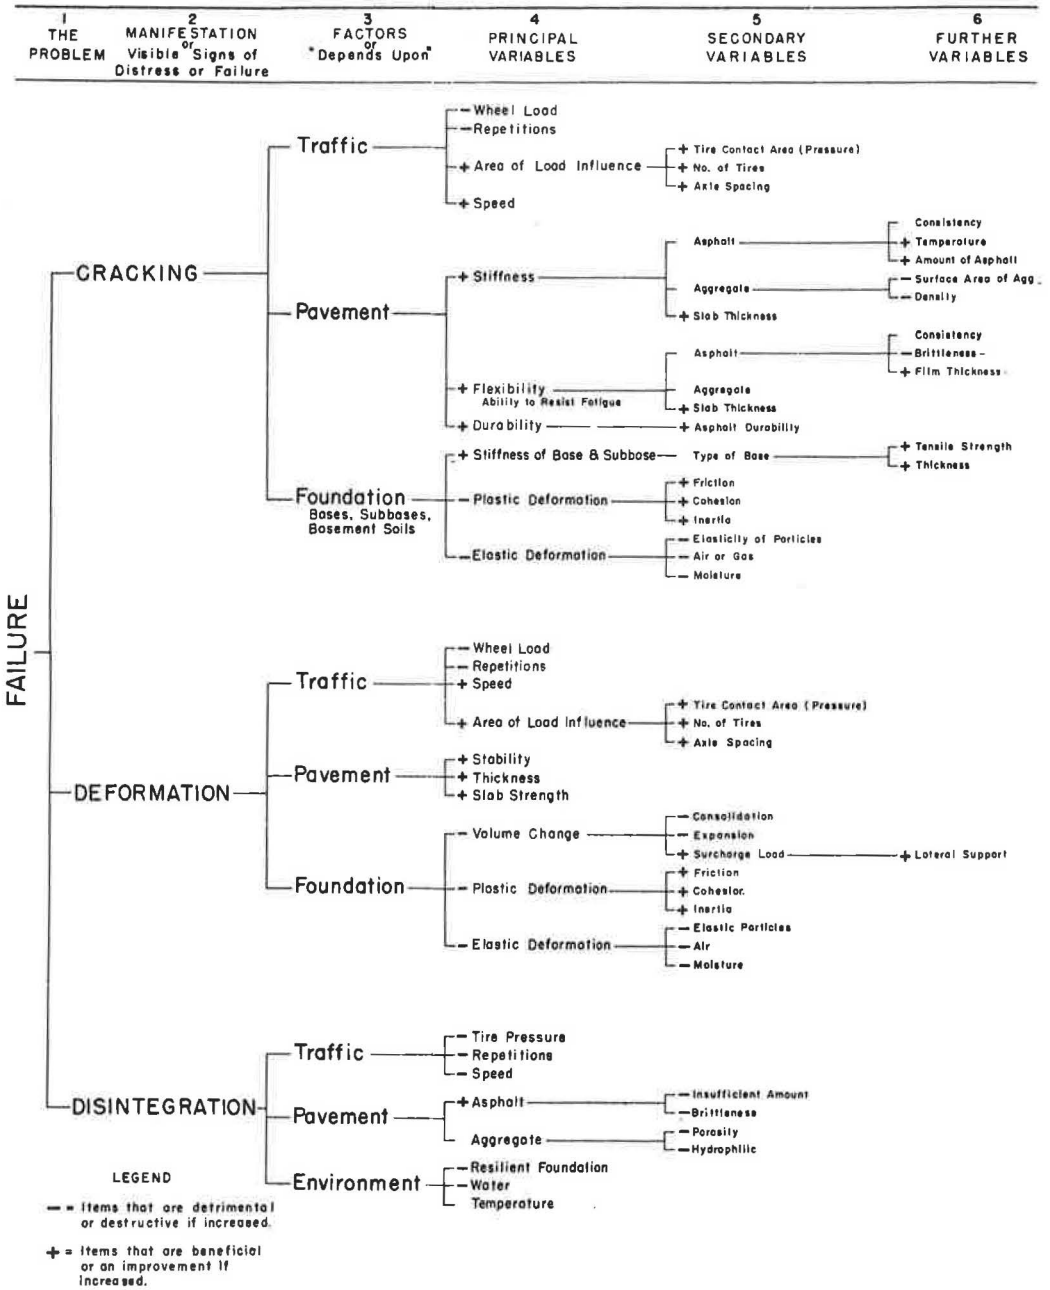 1 2 3 4 5 6
THE PROBLEM
MANIFESTATION
or
Visible Signs of
Distress or Failure
FACTORS
or
"Depends Upon"
PRINCIPAL
VARIABLES
SECONDARY
VARIABLES
FURTHER
VARIABLES
FAILURE
CRACKING
Traffic
- Wheel Load
- Repetitions
+ Area of Load Influence
+ Tire Contact Area (Pressure)
+ No. of Tires
+ Axle Spacing
+ Speed
Pavement
+ Stiffness
Asphalt
Consistency
+ Temperature
+ Amount of Asphalt
Aggregate
- Surface Area of Agg.
- Density
+ Slab Thickness
+ Flexibility
Ability to Resist Fatigue
Asphalt
Consistency
- Brittleness -
+ Film Thickness
Aggregate
+ Slab Thickness
+ Durability
+ Asphalt Durability
Foundation
Bases, Subbases,
Basement Soils
+ Stiffness of Base & Subbase
Type of Base
+ Tensile Strength
+ Thickness
- Plastic Deformation
+ Friction
+ Cohesion
+ Inertia
- Elastic Deformation
- Elasticity of Particles
- Air or Gas
- Moisture
DEFORMATION
Traffic
- Wheel Load
- Repetitions
+ Speed
+ Area of Load Influence
+ Tire Contact Area (Pressure)
+ No. of Tires
+ Axle Spacing
Pavement
+ Stability
+ Thickness
+ Slab Strength
Foundation
- Volume Change
- Consolidation
- Expansion
+ Surcharge Load
+ Lateral Support
- Plastic Deformation
+ Friction
+ Cohesior.
+ Inertia
- Elastic Deformation
- Elastic Particles
- Air
- Moisture
DISINTEGRATION
Traffic
- Tire Pressure
- Repetitions
- Speed
Pavement
+ Asphalt
- Insufficient Amount
- Brittleness
Aggregate
- Porosity
- Hydrophilic
Environment
- Resilient Foundation
- Water
Temperature
LEGEND
- = Items that are detrimental
or destructive if increased.
+ = Items that are beneficial
or an improvement if
increased.